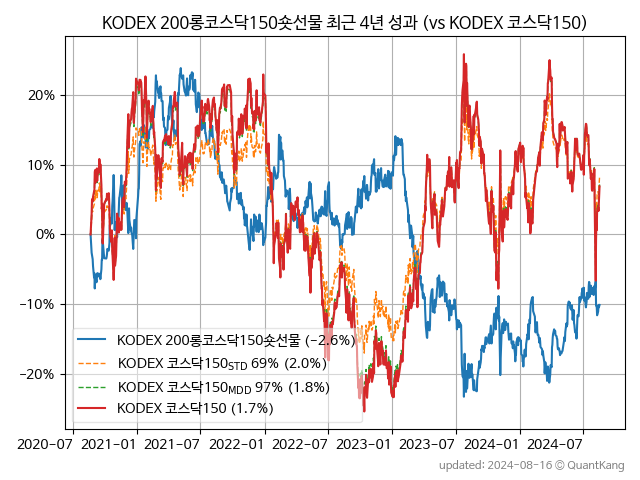 KODEX 200롱코스닥150숏선물 최근 4년 성과 (vs KODEX 코스닥150)
20%
10%
0%
−10%
−20%
KODEX 200롱코스닥150숏선물 (−2.6%)
KODEX 코스닥150STD 69% (2.0%)
KODEX 코스닥150MDD 97% (1.8%)
KODEX 코스닥150 (1.7%)
2020-07 2021-01 2021-07 2022-01 2022-07 2023-01 2023-07 2024-01 2024-07
updated: 2024-08-16 © QuantKang